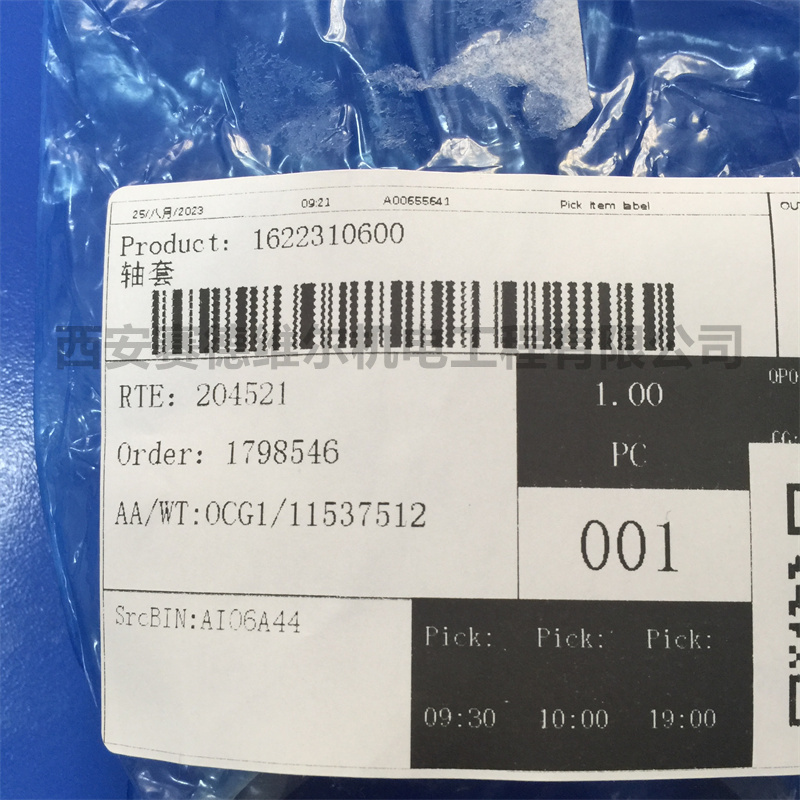 25/八月/2023 09:21 A00655641 Pick item label
Product: 1622310600
轴套
西安赛德维尔机电工程有限公司
RTE: 204521
1.00
Order: 1798546
PC
AA/WT:OCG1/11537512
001
SrcBIN:AI06A44
Pick: Pick: Pick:
09:30 10:00 19:00